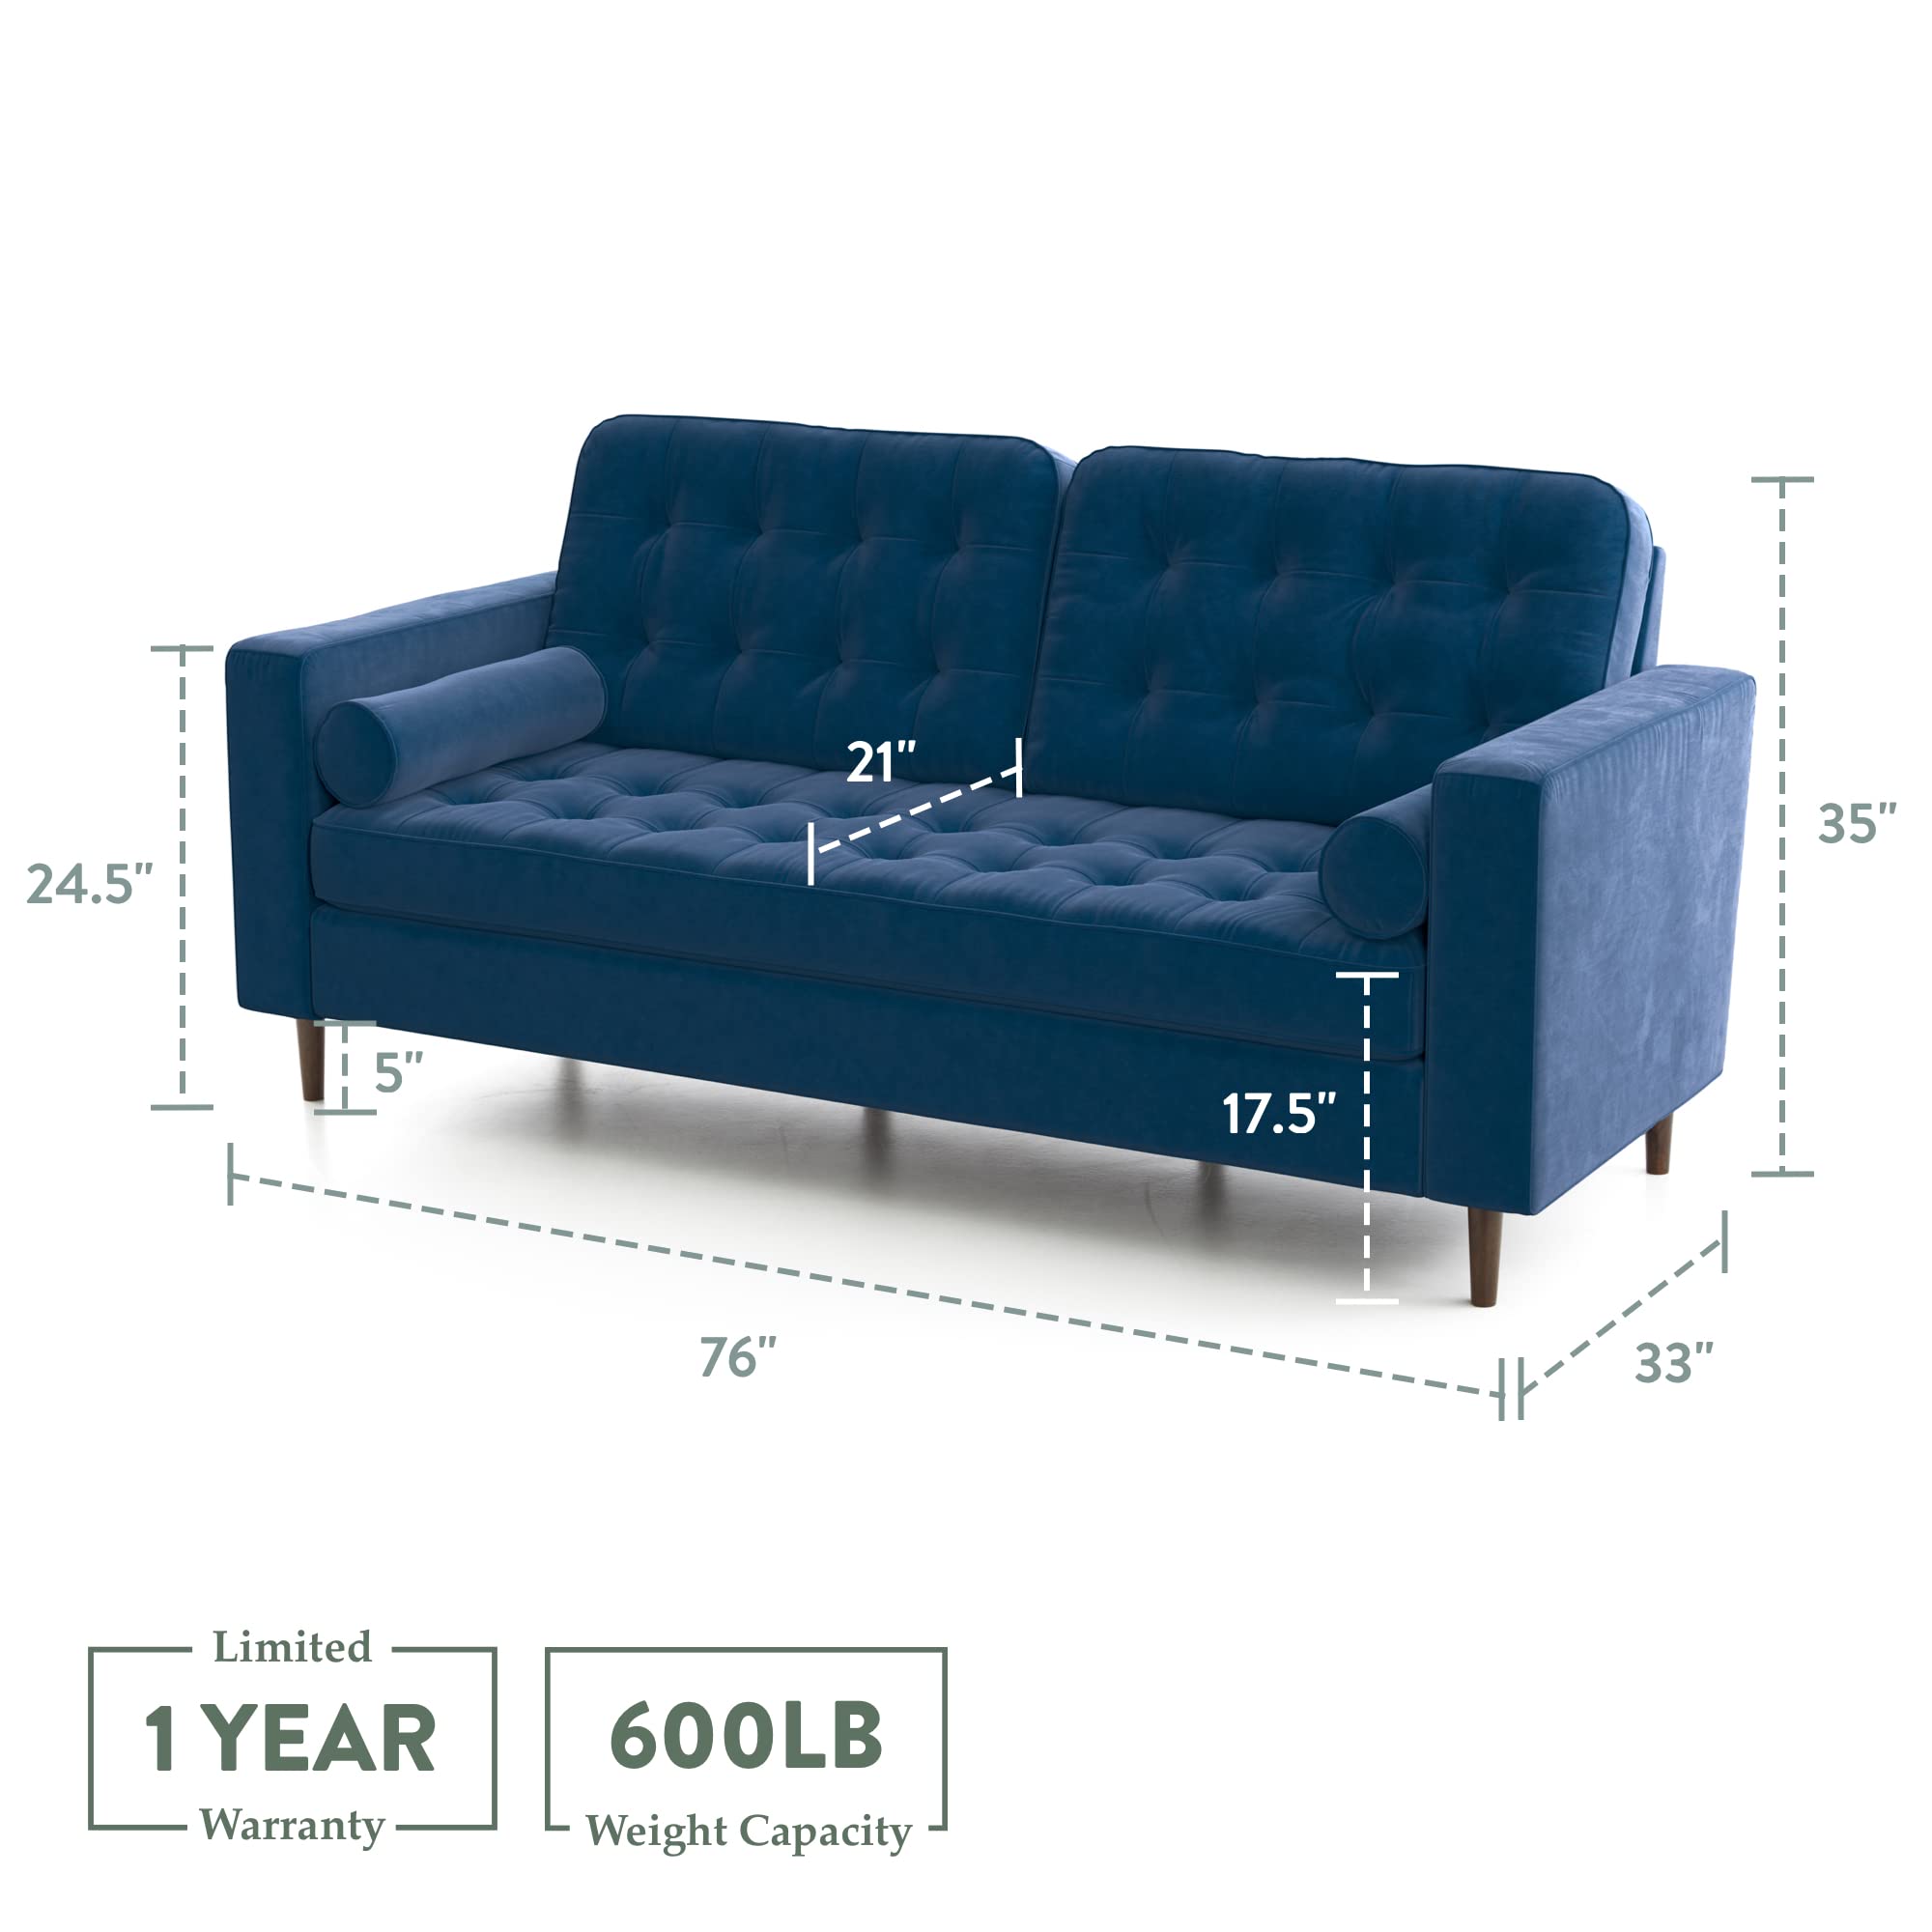 21"
35"
24.5"
5"
17.5"
76"
33"
Limited
1 YEAR
Warranty
600LB
Weight Capacity